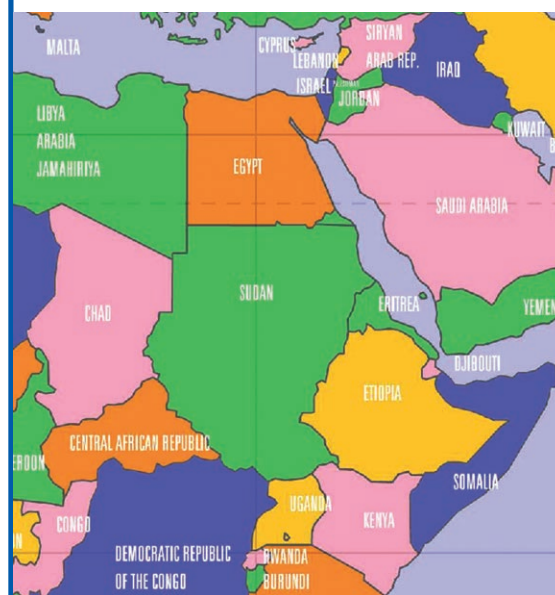 MALTA
CYPRUS
SIRYAN
ARAB REP.
LEBANON
ISRAEL
JORDAN
IRAQ
KUWAIT
LIBYA
ARABIA
JAMAHIRIYA
EGYPT
SAUDI ARABIA
CHAD
SUDAN
ERITREA
YEMEN
DJIBOUTI
ETIOPIA
CENTRAL AFRICAN REPUBLIC
EROON
SOMALIA
UGANDA
KENYA
CONGO
DEMOCRATIC REPUBLIC
OF THE CONGO
RWANDA
BURUNDI